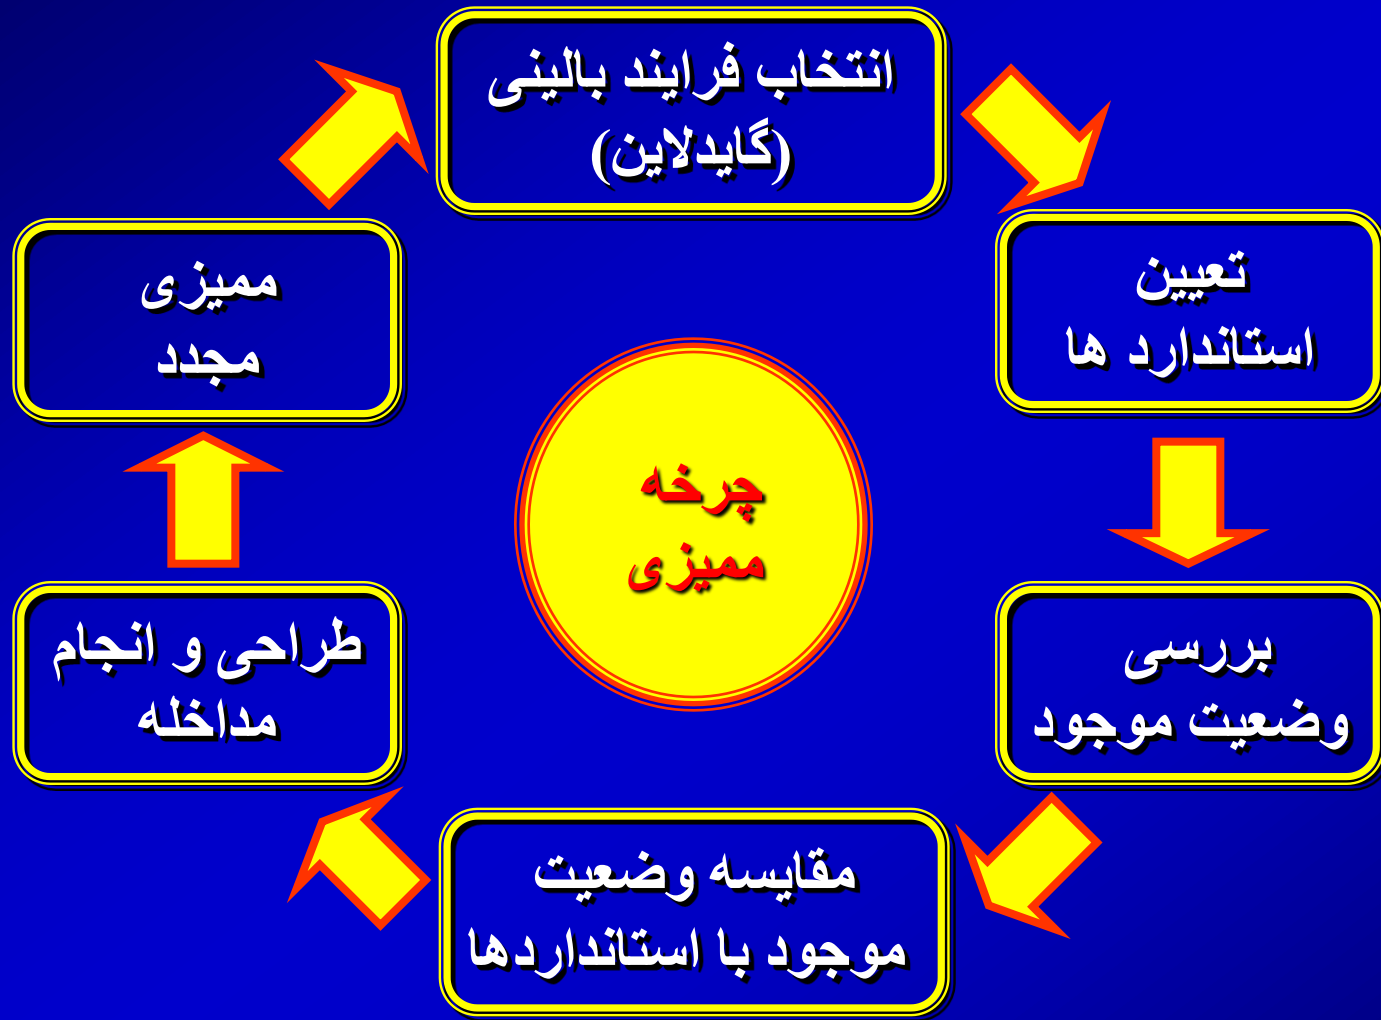 انتخاب فرایند بالینی
(گایدلاین)
تعیین
استاندارد ها
بررسی
وضعیت موجود
مقایسه وضعیت
موجود با استانداردها
طراحی و انجام
مداخله
ممیزی
مجدد
چرخه
ممیزی